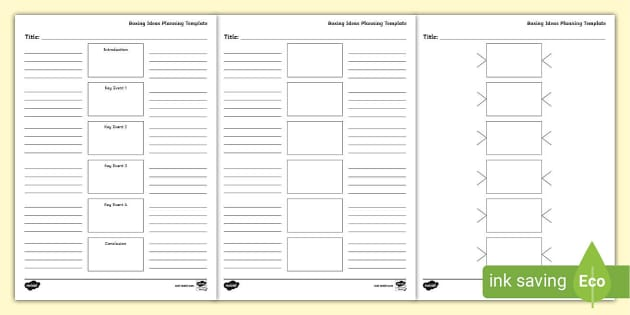 Boxing Ideas Planning Template
Title:
Introduction
Key Event 1
Key Event 2
Key Event 3
Key Event 4
Conclusion
Boxing Ideas Planning Template
Title:
Boxing Ideas Planning Template
Title:
ink saving
Eco